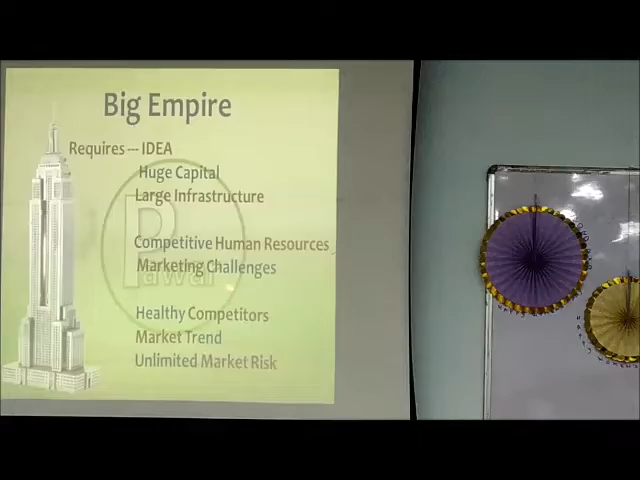 Big Empire
Requires --- IDEA
Huge Capital
Large Infrastructure
Competitive Human Resources
Marketing Challenges
Healthy Competitors
Market Trend
Unlimited Market Risk
Pawar